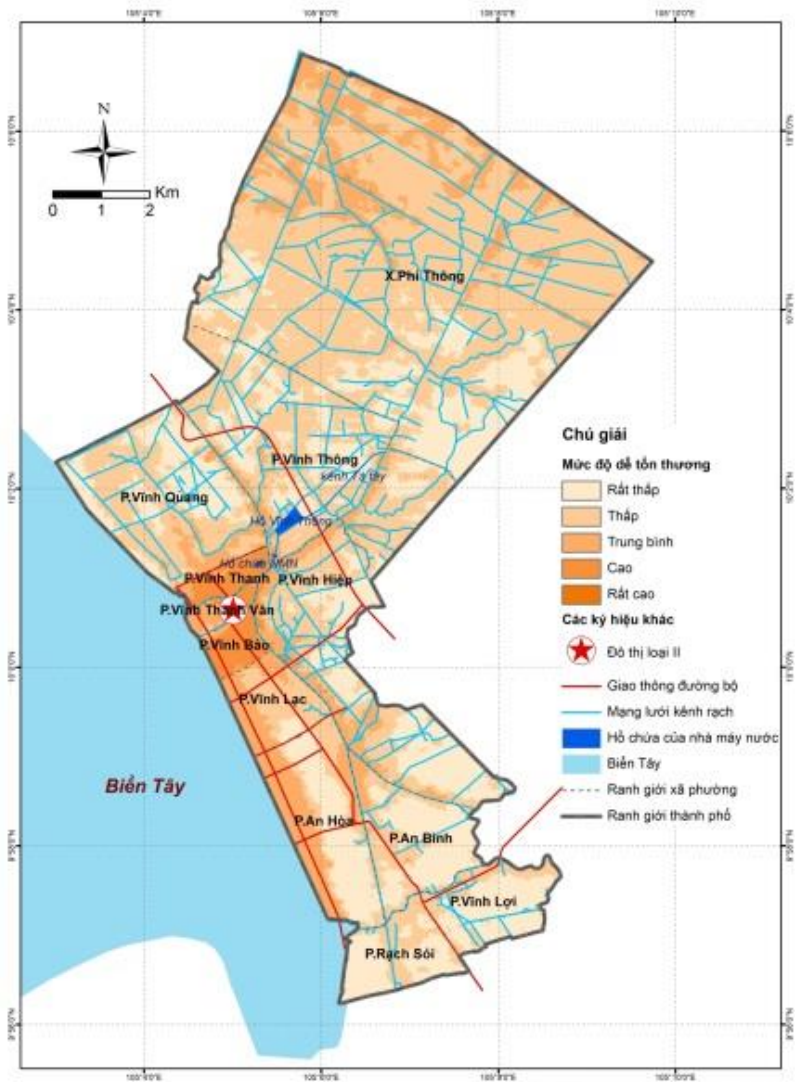 N
Km
0 1 2
X.Phi Thông
P.Vĩnh Thông
kênh Tà tây
P.Vĩnh Quang
P.Vĩnh Thanh
P.Vĩnh Hiệp
P.Vĩnh Thanh Vân
P.Vĩnh Bảo
P.Vĩnh Lạc
Biển Tây
P.An Hòa
P.An Bình
P.Vĩnh Lợi
P.Rạch Sỏi
Chú giải
Mức độ dễ tổn thương
Rất thấp
Thấp
Trung bình
Cao
Rất cao
Các ký hiệu khác
Đô thị loại II
Giao thông đường bộ
Mạng lưới kênh rạch
Hồ chứa của nhà máy nước
Biển Tây
Ranh giới xã phường
Ranh giới thành phố